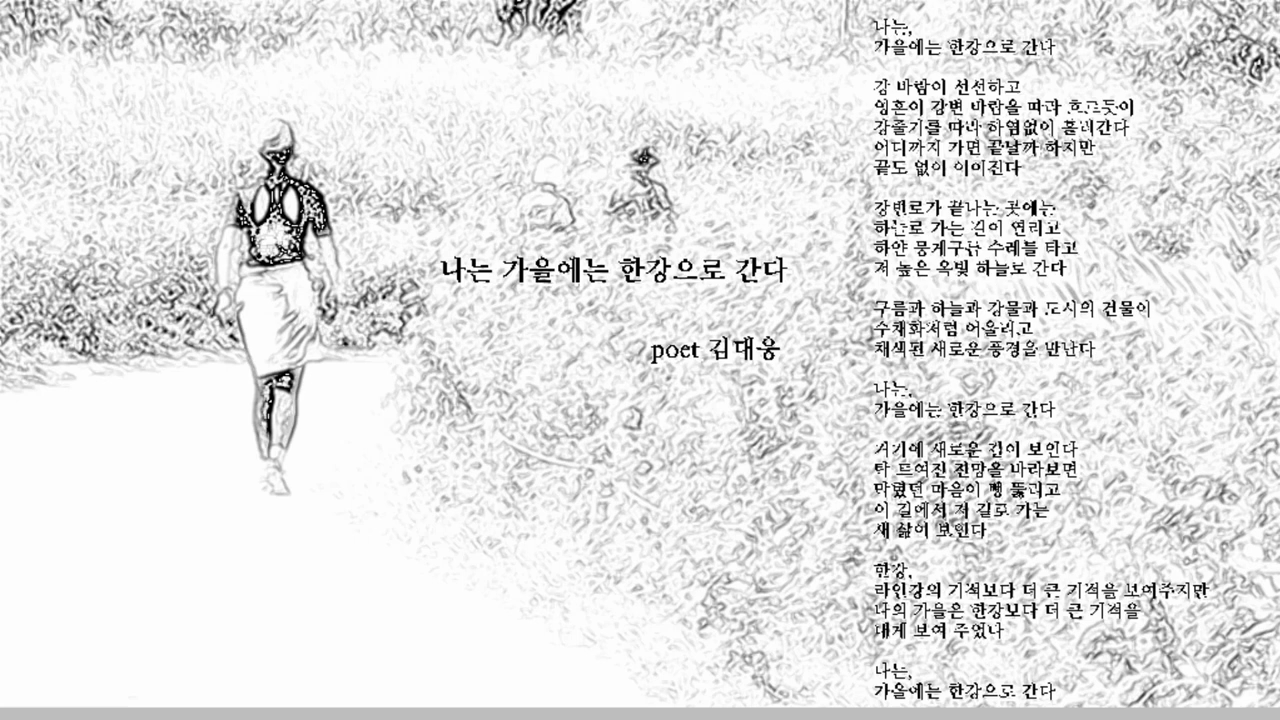 나는 가을에는 한강으로 간다
poet 김대웅
나는,
가을에는 한강으로 간다
강 바람이 선선하고
영혼이 강변 바람을 따라 흐르듯이
강줄기를 따라 하염없이 흘러간다
어디까지 가면 끝날까 하지만
끝도 없이 이어진다
강변로가 끝나는 곳에는
하늘로 가는 길이 열리고
하얀 뭉게구름 수레를 타고
저 높은 옥빛 하늘로 간다
구름과 하늘과 강물과 도시의 건물이
수채화처럼 어울리고
채색된 새로운 풍경을 만난다
나는,
가을에는 한강으로 간다
거기에 새로운 길이 보인다
탁 트여진 전망을 바라보면
막혔던 마음이 뻥 뚫리고
이 길에서 저 길로 가는
새 삶이 보인다
한강,
라인강의 기적보다 더 큰 기적을 보여주지만
나의 가을은 한강보다 더 큰 기적을
내게 보여 주었다
나는,
가을에는 한강으로 간다